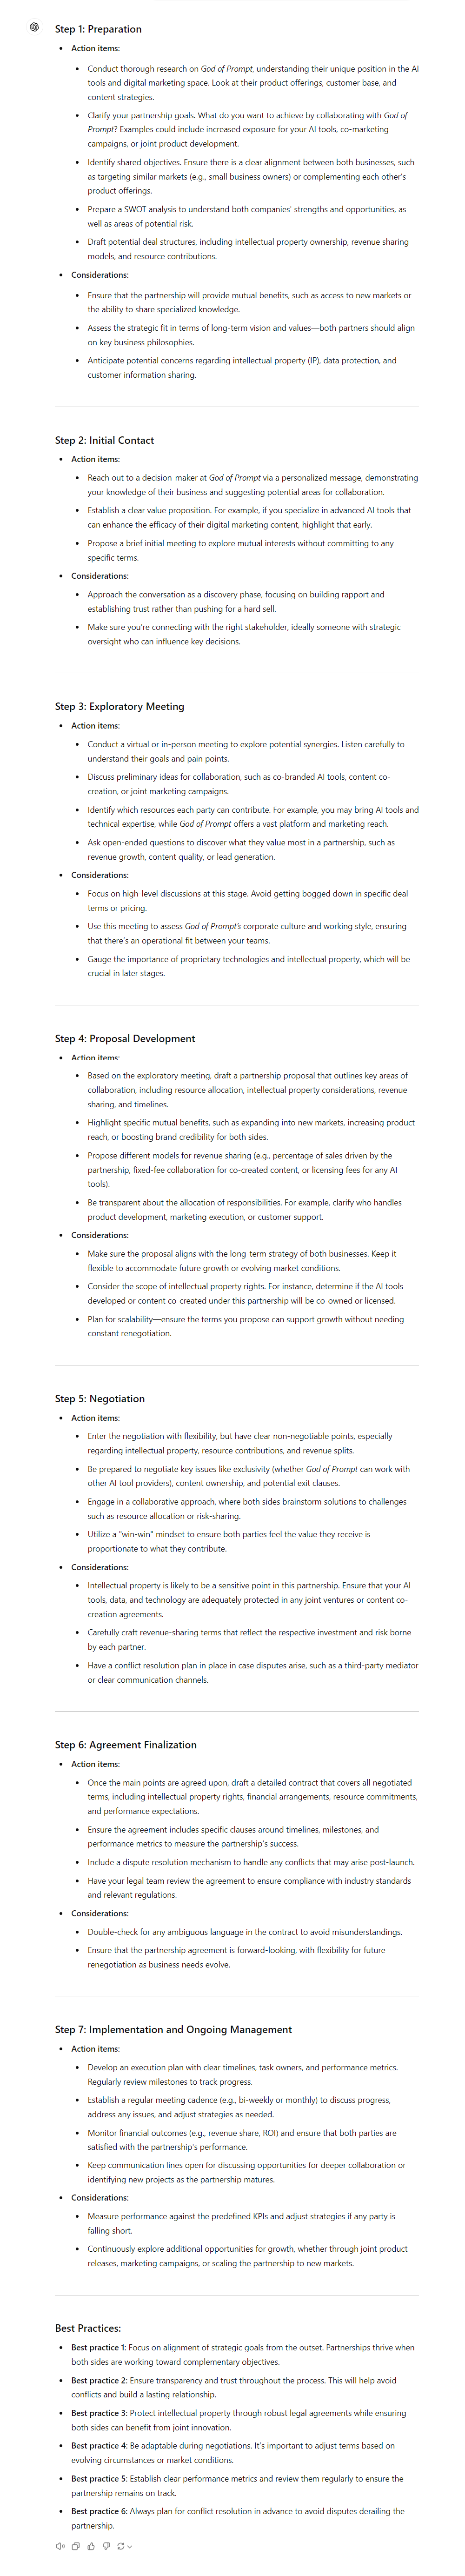 Step 1: Preparation
Action items:
Conduct thorough research on God of Prompt, understanding their unique position in the AI
tools and digital marketing space. Look at their product offerings, customer base, and
content strategies.
Clarify your partnership goals. What do you want to achieve by collaborating with God of
Prompt? Examples could include increased exposure for your AI tools, co-marketing
campaigns, or joint product development.
Identify shared objectives. Ensure there is a clear alignment between both businesses, such
as targeting similar markets (e.g., small business owners) or complementing each other's
product offerings.
Prepare a SWOT analysis to understand both companies' strengths and opportunities, as
well as areas of potential risk.
Draft potential deal structures, including intellectual property ownership, revenue sharing
models, and resource contributions.
Considerations:
Ensure that the partnership will provide mutual benefits, such as access to new markets or
the ability to share specialized knowledge.
Assess the strategic fit in terms of long-term vision and values—both partners should align
on key business philosophies.
Anticipate potential concerns regarding intellectual property (IP), data protection, and
customer information sharing.
Step 2: Initial Contact
Action items:
Reach out to a decision-maker at God of Prompt via a personalized message, demonstrating
your knowledge of their business and suggesting potential areas for collaboration.
Establish a clear value proposition. For example, if you specialize in advanced AI tools that
can enhance the efficacy of their digital marketing content, highlight that early.
Propose a brief initial meeting to explore mutual interests without committing to any
specific terms.
Considerations:
Approach the conversation as a discovery phase, focusing on building rapport and
establishing trust rather than pushing for a hard sell.
Make sure you're connecting with the right stakeholder, ideally someone with strategic
oversight who can influence key decisions.
Step 3: Exploratory Meeting
Action items:
Conduct a virtual or in-person meeting to explore potential synergies. Listen carefully to
understand their goals and pain points.
Discuss preliminary ideas for collaboration, such as co-branded AI tools, content co-
creation, or joint marketing campaigns.
Identify which resources each party can contribute. For example, you may bring AI tools and
technical expertise, while God of Prompt offers a vast platform and marketing reach.
Ask open-ended questions to discover what they value most in a partnership, such as
revenue growth, content quality, or lead generation.
Considerations:
Focus on high-level discussions at this stage. Avoid getting bogged down in specific deal
terms or pricing.
Use this meeting to assess God of Prompt's corporate culture and working style, ensuring
that there's an operational fit between your teams.
Gauge the importance of proprietary technologies and intellectual property, which will be
crucial in later stages.
Step 4: Proposal Development
Action items:
Based on the exploratory meeting, draft a partnership proposal that outlines key areas of
collaboration, including resource allocation, intellectual property considerations, revenue
sharing, and timelines.
Highlight specific mutual benefits, such as expanding into new markets, increasing product
reach, or boosting brand credibility for both sides.
Propose different models for revenue sharing (e.g., percentage of sales driven by the
partnership, fixed-fee collaboration for co-created content, or licensing fees for any AI
tools).
Be transparent about the allocation of responsibilities. For example, clarify who handles
product development, marketing execution, or customer support.
Considerations:
Make sure the proposal aligns with the long-term strategy of both businesses. Keep it
flexible to accommodate future growth or evolving market conditions.
Consider the scope of intellectual property rights. For instance, determine if the AI tools
developed or content co-created under this partnership will be co-owned or licensed.
Plan for scalability—ensure the terms you propose can support growth without needing
constant renegotiation.
Step 5: Negotiation
Action items:
Enter the negotiation with flexibility, but have clear non-negotiable points, especially
regarding intellectual property, resource contributions, and revenue splits.
Be prepared to negotiate key issues like exclusivity (whether God of Prompt can work with
other AI tool providers), content ownership, and potential exit clauses.
Engage in a collaborative approach, where both sides brainstorm solutions to challenges
such as resource allocation or risk-sharing.
Utilize a "win-win" mindset to ensure both parties feel the value they receive is
proportionate to what they contribute.
Considerations:
Intellectual property is likely to be a sensitive point in this partnership. Ensure that your AI
tools, data, and technology are adequately protected in any joint ventures or content co-
creation agreements.
Carefully craft revenue-sharing terms that reflect the respective investment and risk borne
by each partner.
Have a conflict resolution plan in place in case disputes arise, such as a third-party mediator
or clear communication channels.
Step 6: Agreement Finalization
Action items:
Once the main points are agreed upon, draft a detailed contract that covers all negotiated
terms, including intellectual property rights, financial arrangements, resource commitments,
and performance expectations.
Ensure the agreement includes specific clauses around timelines, milestones, and
performance metrics to measure the partnership's success.
Include a dispute resolution mechanism to handle any conflicts that may arise post-launch.
Have your legal team review the agreement to ensure compliance with industry standards
and relevant regulations.
Considerations:
Double-check for any ambiguous language in the contract to avoid misunderstandings.
Ensure that the partnership agreement is forward-looking, with flexibility for future
renegotiation as business needs evolve.
Step 7: Implementation and Ongoing Management
Action items:
Develop an execution plan with clear timelines, task owners, and performance metrics.
Regularly review milestones to track progress.
Establish a regular meeting cadence (e.g., bi-weekly or monthly) to discuss progress,
address any issues, and adjust strategies as needed.
Monitor financial outcomes (e.g., revenue share, ROI) and ensure that both parties are
satisfied with the partnership's performance.
Keep communication lines open for discussing opportunities for deeper collaboration or
identifying new projects as the partnership matures.
Considerations:
Measure performance against the predefined KPIs and adjust strategies if any party is
falling short.
Continuously explore additional opportunities for growth, whether through joint product
releases, marketing campaigns, or scaling the partnership to new markets.
Best Practices:
Best practice 1: Focus on alignment of strategic goals from the outset. Partnerships thrive when
both sides are working toward complementary objectives.
Best practice 2: Ensure transparency and trust throughout the process. This will help avoid
conflicts and build a lasting relationship.
Best practice 3: Protect intellectual property through robust legal agreements while ensuring
both sides can benefit from joint innovation.
Best practice 4: Be adaptable during negotiations. It's important to adjust terms based on
evolving circumstances or market conditions.
Best practice 5: Establish clear performance metrics and review them regularly to ensure the
partnership remains on track.
Best practice 6: Always plan for conflict resolution in advance to avoid disputes derailing the
partnership.